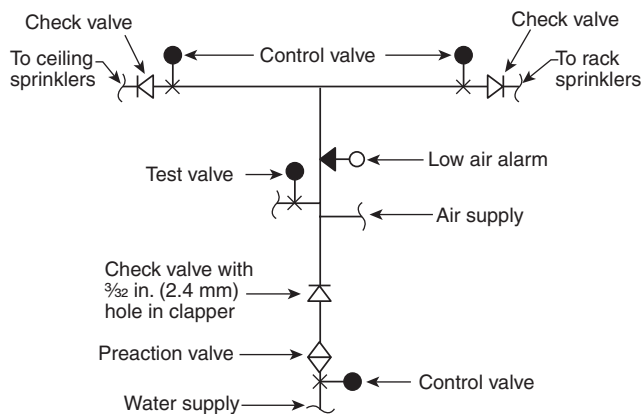 Check valve
Check valve
To ceiling
sprinklers
Control valve
To rack
sprinklers
Low air alarm
Test valve
Air supply
Check valve with
3⁄32 in. (2.4 mm)
hole in clapper
Preaction valve
Control valve
Water supply